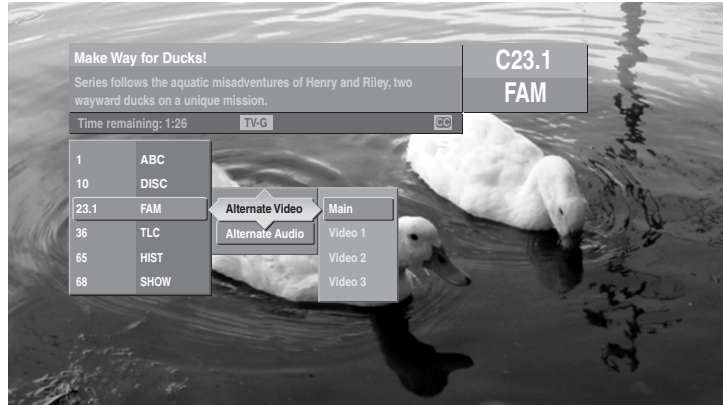 Make Way for Ducks!
Series follows the aquatic misadventures of Henry and Riley, two
wayward ducks on a unique mission.
Time remaining: 1:26 TV-G CC
C23.1
FAM
1 ABC
10 DISC
23.1 FAM
36 TLC
65 HIST
68 SHOW
Alternate Video
Alternate Audio
Main
Video 1
Video 2
Video 3